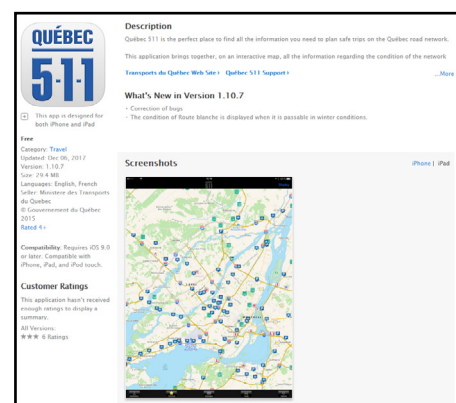 QUÉBEC
5·1·1
This app is designed for
both iPhone and iPad
Free
Category: Travel
Updated: Dec 06, 2017
Version: 1.10.7
Size: 29.4 MB
Languages: English, French
Seller: Ministere des Transports
du Quebec
© Gouvernement du Québec
2015
Rated 4+
Compatibility: Requires iOS 9.0
or later. Compatible with
iPhone, iPad, and iPod touch.
Customer Ratings
This application hasn't received
enough ratings to display a
summary.
All Versions:
★★★ 6 Ratings
Description
Québec 511 is the perfect place to find all the information you need to plan safe trips on the Québec road network.
This application brings together, on an interactive map, all the information regarding the condition of the network
Transports du Québec Web Site › Québec 511 Support ›
...More
What's New in Version 1.10.7
- Correction of bugs
- The condition of Route blanche is displayed when it is passable in winter conditions.
Screenshots
iPhone | iPad